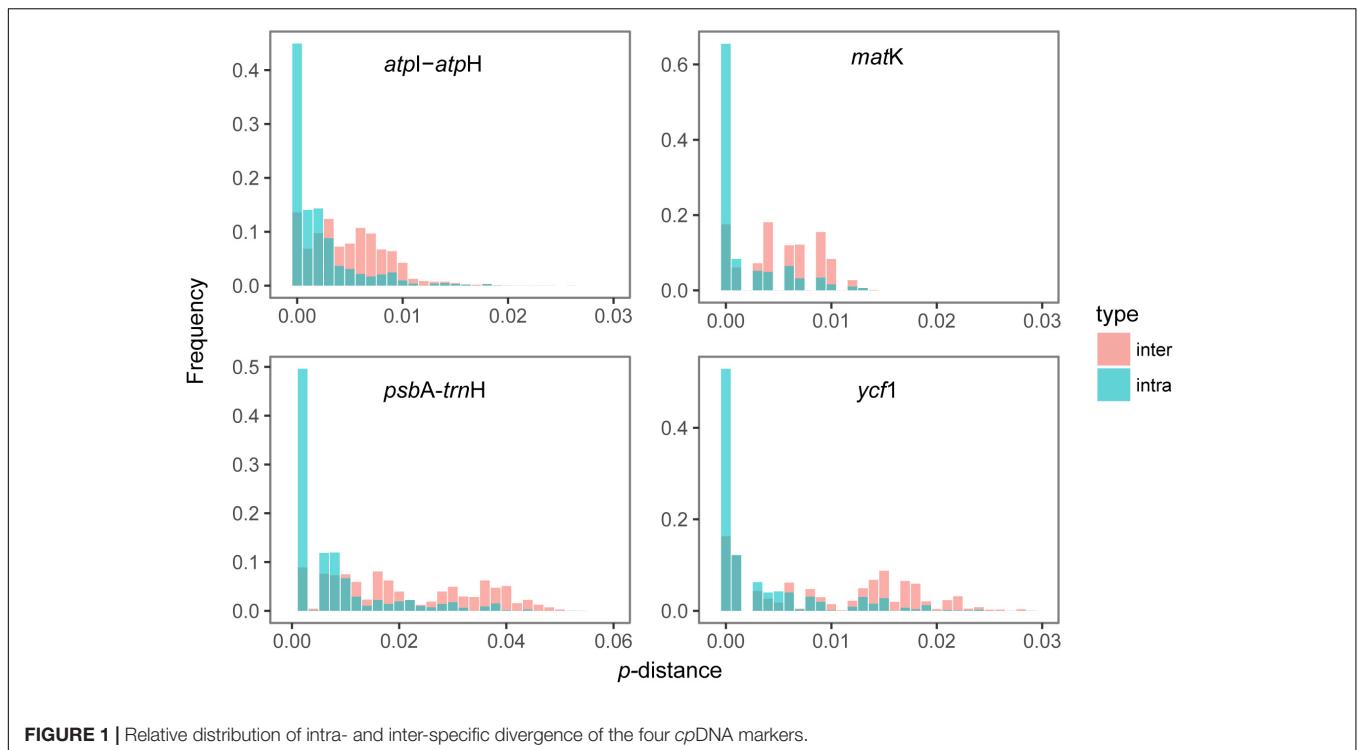 atpI–atpH
matK
0.4
0.3
0.2
0.1
0.0
0.6
0.4
0.2
0.0
0.00 0.01 0.02 0.03
0.00 0.01 0.02 0.03
Frequency
type
inter
intra
psbA-trnH
ycf1
0.5
0.4
0.3
0.2
0.1
0.0
0.4
0.2
0.0
0.00 0.02 0.04 0.06
0.00 0.01 0.02 0.03
p-distance
FIGURE 1 | Relative distribution of intra- and inter-specific divergence of the four cpDNA markers.